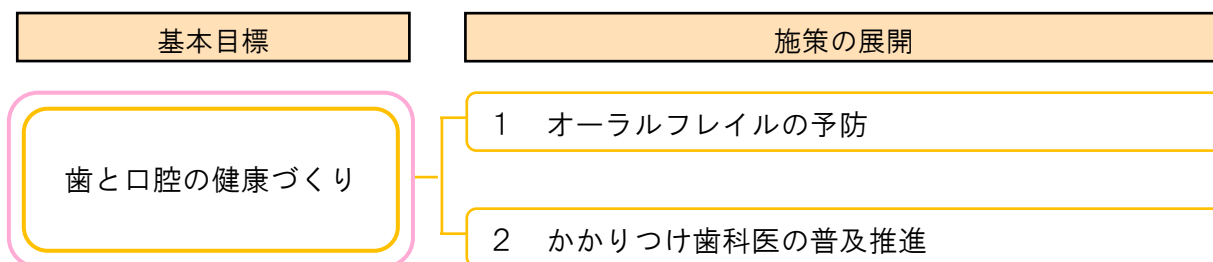 基本目標
施策の展開
歯と口腔の健康づくり
1 オーラルフレイルの予防
2 かかりつけ歯科医の普及推進